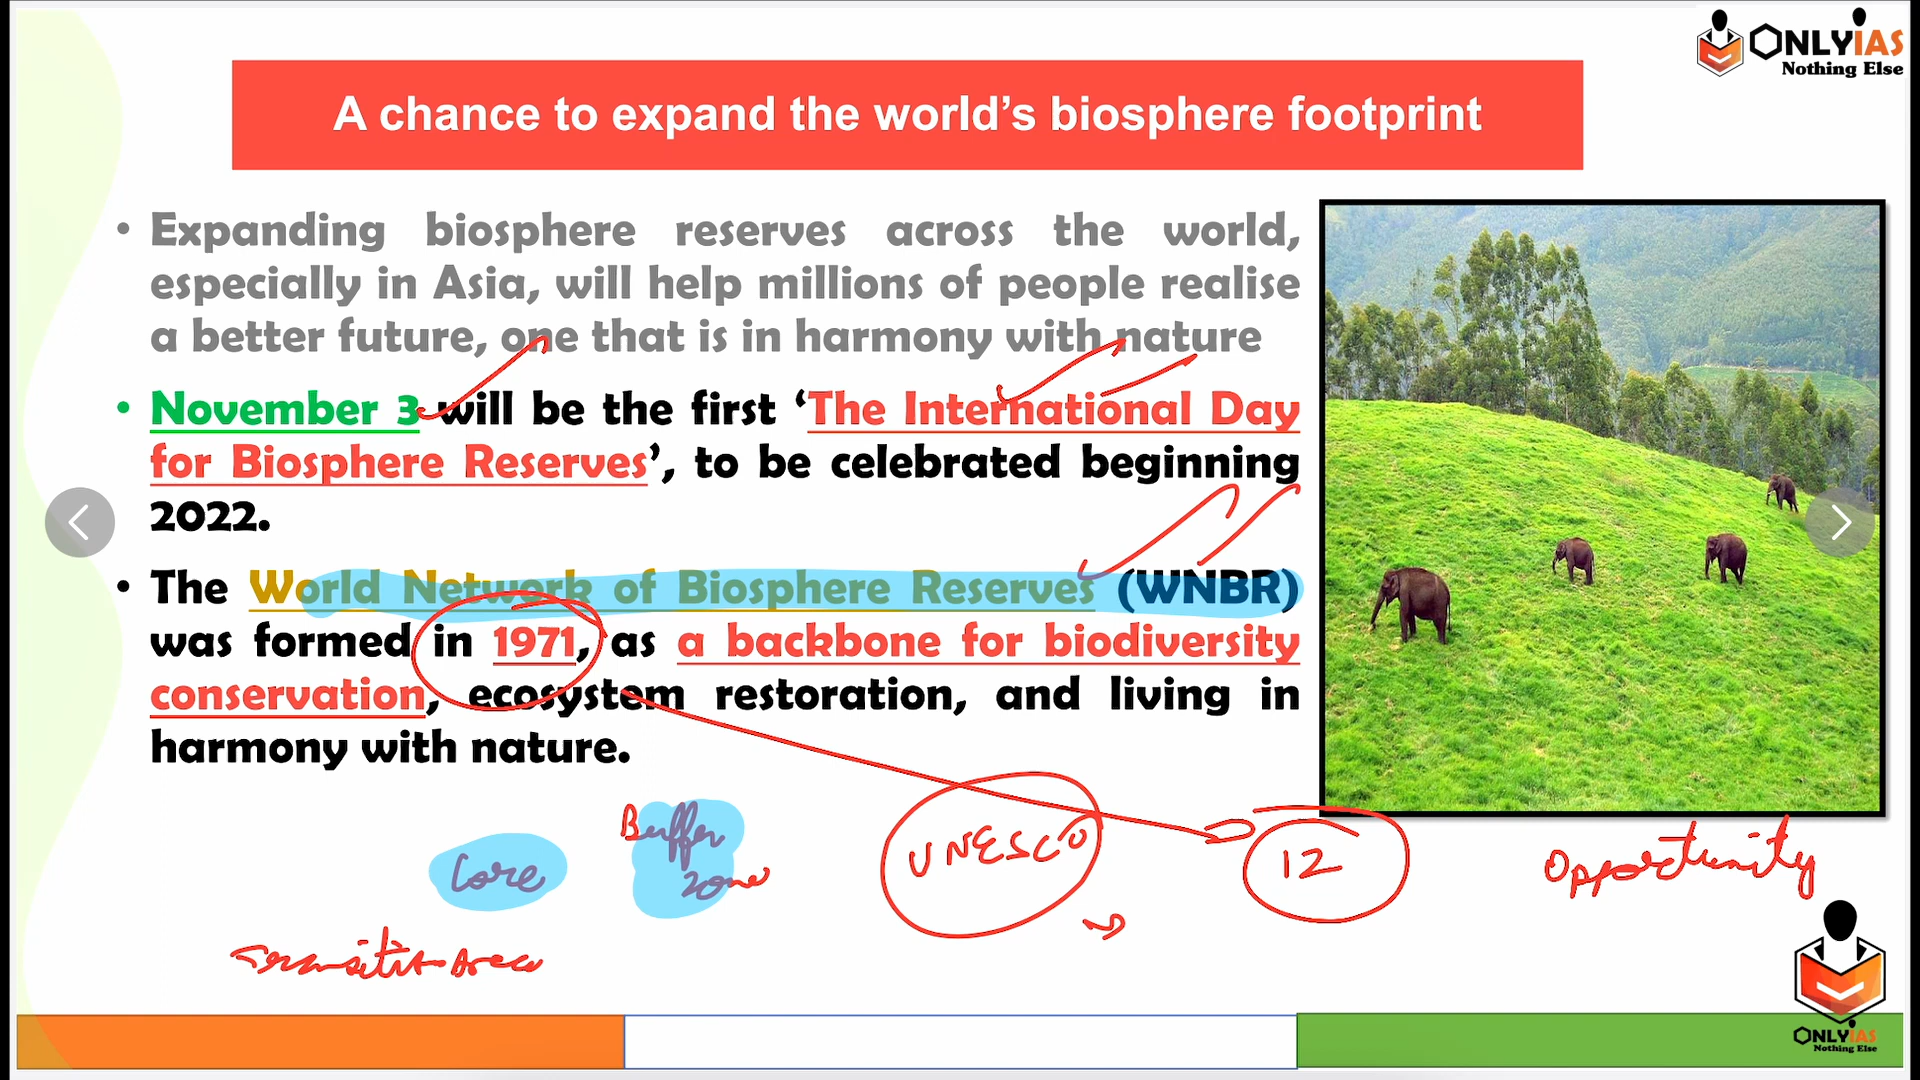 ONLYIAS
Nothing Else
A chance to expand the world's biosphere footprint
• Expanding biosphere reserves across the world,
especially in Asia, will help millions of people realise
a better future, one that is in harmony with nature
• November 3 will be the first 'The International Day
for Biosphere Reserves', to be celebrated beginning
2022.
• The World Network of Biosphere Reserves (WNBR)
was formed in 1971, as a backbone for biodiversity
conservation, ecosystem restoration, and living in
harmony with nature.
Core
Buffer
zone
UNESCO
12
Opportunity
Area
ONLYIAS
Nothing Else